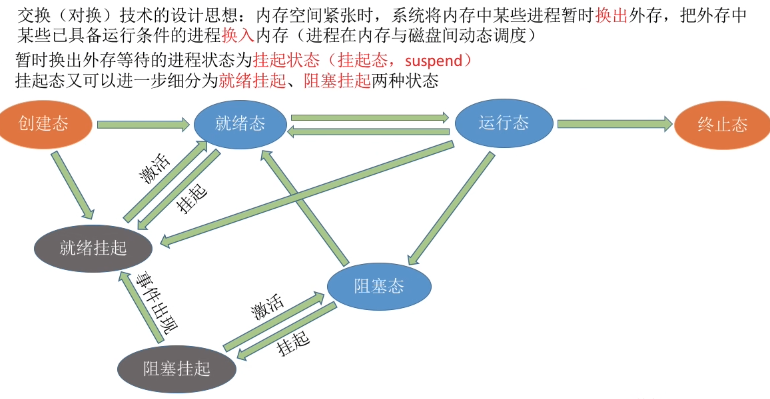 交换（对换）技术的设计思想：内存空间紧张时，系统将内存中某些进程暂时换出外存，把外存中
某些已具备运行条件的进程换入内存（进程在内存与磁盘间动态调度）
暂时换出外存等待的进程状态为挂起状态（挂起态，suspend）
挂起态又可以进一步细分为就绪挂起、阻塞挂起两种状态
创建态
就绪态
运行态
终止态
激活
挂起
就绪挂起
事件出现
激活
阻塞态
挂起
阻塞挂起